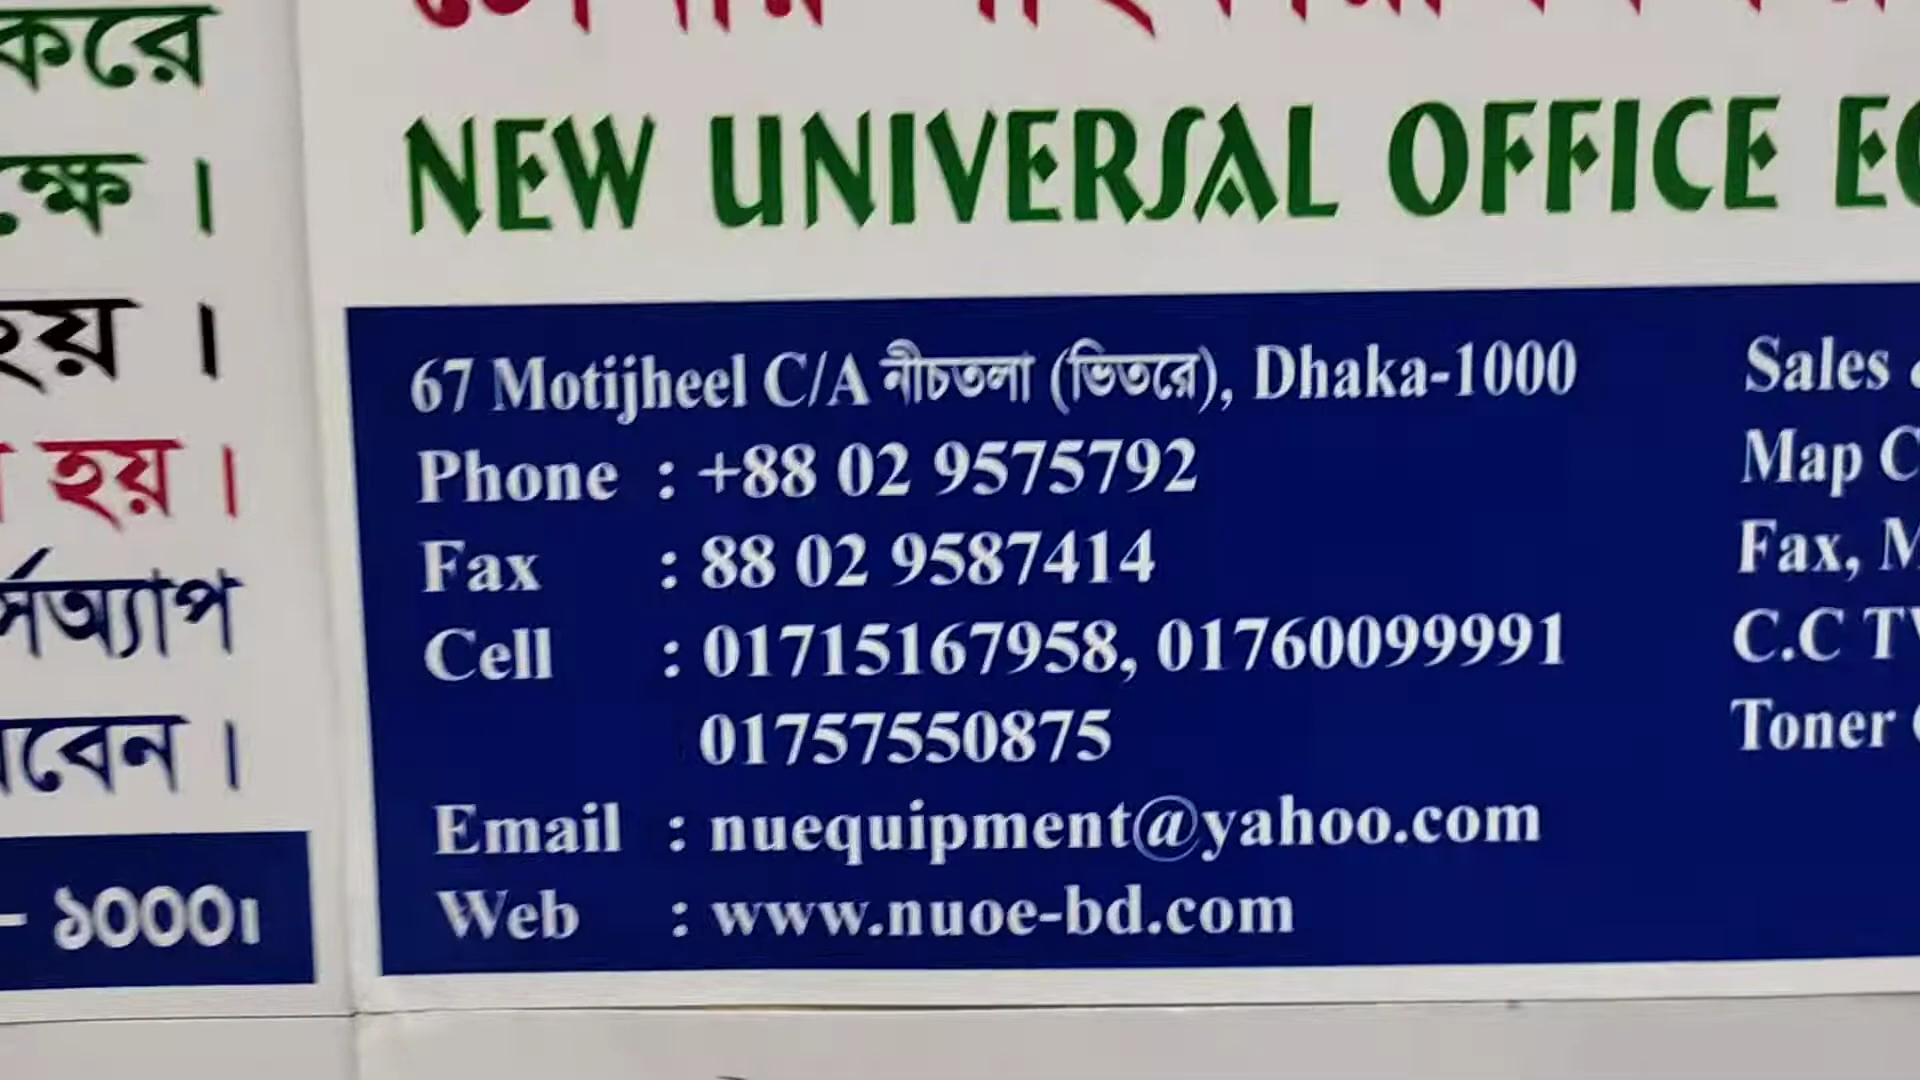 করে
ক্ষে ।
হয় ।
হয় ।
র্সঅ্যাপ
বেন ।
- ১০০০।
NEW UNIVERSAL OFFICE
67 Motijheel C/A নীচতলা (ভিতরে), Dhaka-1000
Phone : +88 02 9575792
Fax : 88 02 9587414
Cell : 01715167958, 01760099991
01757550875
Email : nuequipment@yahoo.com
Web : www.nuoe-bd.com
Sales
Map
Fax,
C.C
Toner